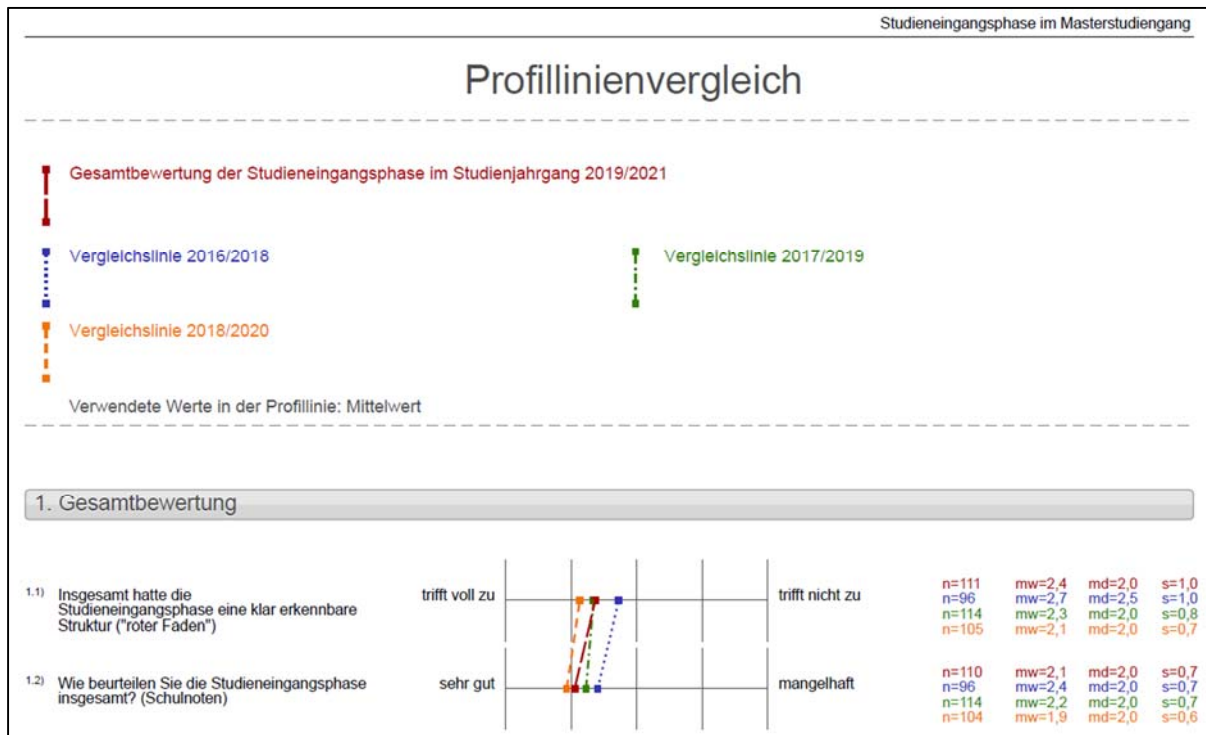 Studieneingangsphase im Masterstudiengang
Profillinienvergleich
Gesamtbewertung der Studieneingangsphase im Studienjahrgang 2019/2021
Vergleichslinie 2016/2018
Vergleichslinie 2017/2019
Vergleichslinie 2018/2020
Verwendete Werte in der Profillinie: Mittelwert
1. Gesamtbewertung
1.1) Insgesamt hatte die
Studieneingangsphase eine klar erkennbare
Struktur ("roter Faden")
trifft voll zu
trifft nicht zu
n=111 mw=2,4 md=2,0 s=1,0
n=96 mw=2,7 md=2,5 s=1,0
n=114 mw=2,3 md=2,0 s=0,8
n=105 mw=2,1 md=2,0 s=0,7
1.2) Wie beurteilen Sie die Studieneingangsphase
insgesamt? (Schulnoten)
sehr gut
mangelhaft
n=110 mw=2,1 md=2,0 s=0,7
n=96 mw=2,4 md=2,0 s=0,7
n=114 mw=2,2 md=2,0 s=0,7
n=104 mw=1,9 md=2,0 s=0,6